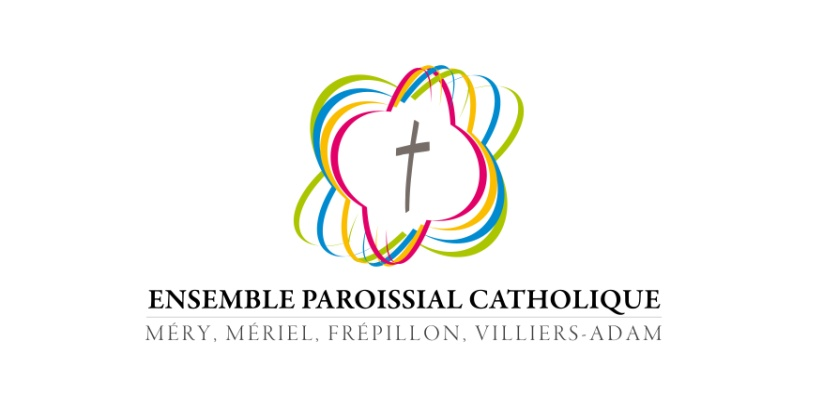 ENSEMBLE PAROISSIAL CATHOLIQUE
MÉRY, MÉRIEL, FRÉPILLON, VILLIERS-ADAM